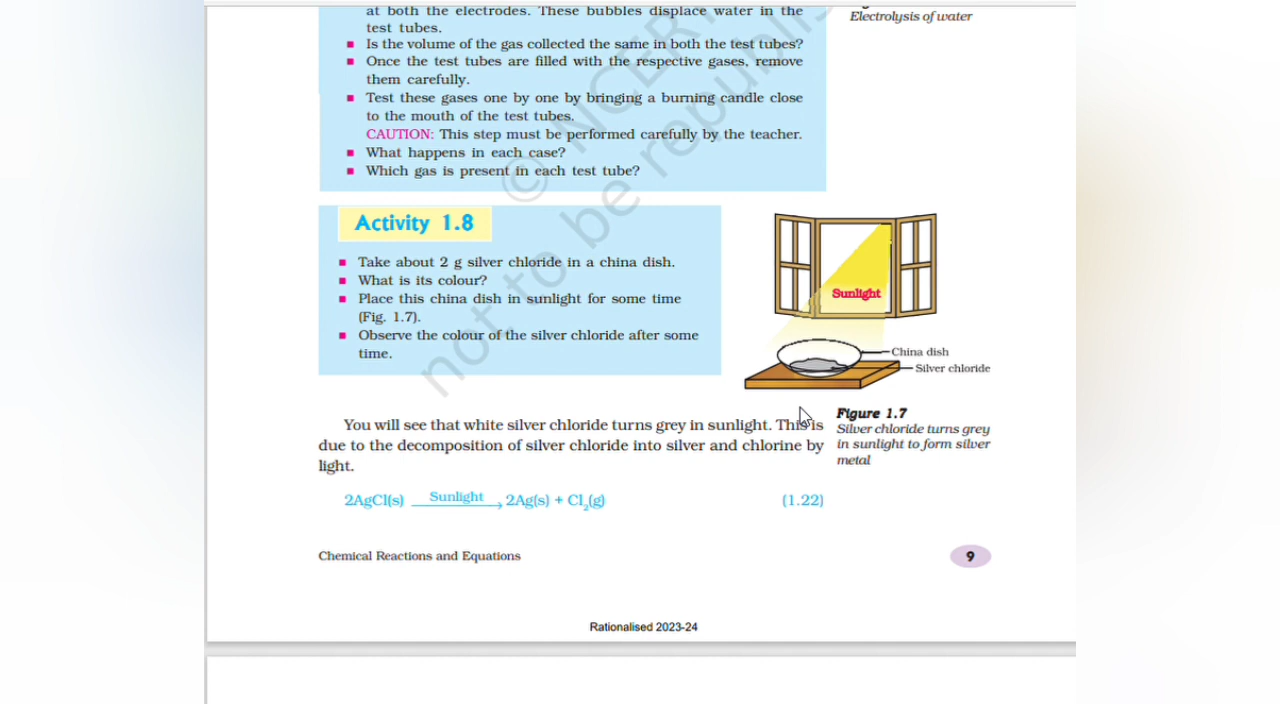 at both the electrodes. These bubbles displace water in the
test tubes.
▪ Is the volume of the gas collected the same in both the test tubes?
▪ Once the test tubes are filled with the respective gases, remove
them carefully.
▪ Test these gases one by one by bringing a burning candle close
to the mouth of the test tubes.
CAUTION: This step must be performed carefully by the teacher.
▪ What happens in each case?
▪ Which gas is present in each test tube?
Electrolysis of water
Activity 1.8
▪ Take about 2 g silver chloride in a china dish.
▪ What is its colour?
▪ Place this china dish in sunlight for some time
(Fig. 1.7).
▪ Observe the colour of the silver chloride after some
time.
Sunlight
China dish
Silver chloride
Figure 1.7
Silver chloride turns grey
in sunlight to form silver
metal
You will see that white silver chloride turns grey in sunlight. This is
due to the decomposition of silver chloride into silver and chlorine by
light.
2AgCl(s) Sunlight → 2Ag(s) + Cl₂(g) (1.22)
Chemical Reactions and Equations
9
Rationalised 2023-24
© NCERT
not to be republis